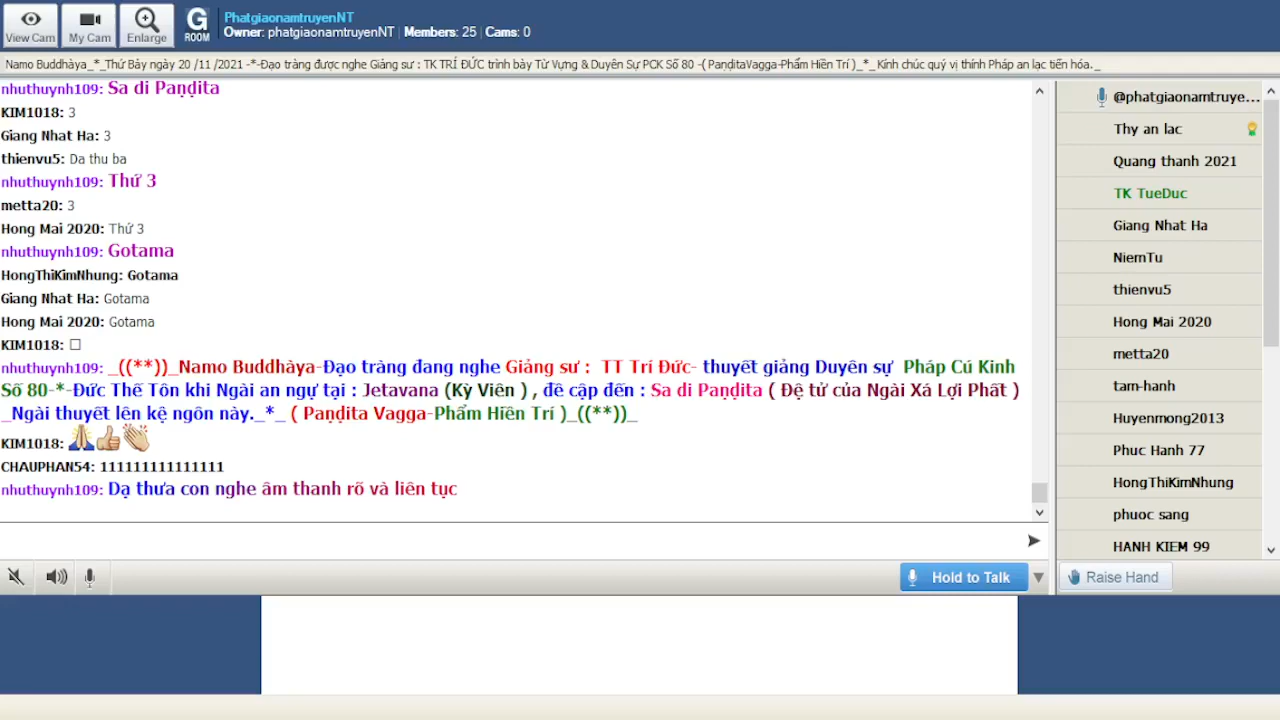 View Cam
My Cam
Enlarge
G ROOM
PhatgiaonamtruyenNT
Owner: phatgiaonamtruyenNT | Members: 25 | Cams: 0
Namo Buddhàya_*_Thứ Bảy ngày 20 /11 /2021 -*-Đạo tràng được nghe Giảng sư : TK TRÍ ĐỨC trình bày Từ Vựng & Duyên Sự PCK Số 80 -( PaṇḍitaVagga-Phẩm Hiền Trí )_*_ Kính chúc quý vị thính Pháp an lạc tiến hóa._
nhuthuynh109: Sa di Paṇḍita
KIM1018: 3
Giang Nhat Ha: 3
thienvu5: Da thu ba
nhuthuynh109: Thứ 3
metta20: 3
Hong Mai 2020: Thứ 3
nhuthuynh109: Gotama
HongThiKimNhung: Gotama
Giang Nhat Ha: Gotama
Hong Mai 2020: Gotama
KIM1018: □
nhuthuynh109: _((**))_Namo Buddhàya-Đạo tràng đang nghe Giảng sư : TT Trí Đức- thuyết giảng Duyên sự Pháp Cú Kinh
Số 80-*-Đức Thế Tôn khi Ngài an ngự tại : Jetavana (Kỳ Viên ) , đề cập đến : Sa di Paṇḍita ( Đệ tử của Ngài Xá Lợi Phất )
_Ngài thuyết lên kệ ngôn này._*_ ( Paṇdita Vagga-Phẩm Hiền Trí )_((**))_
KIM1018: 🙏👍👏
CHAUPHAN54: 111111111111111
nhuthuynh109: Dạ thưa con nghe âm thanh rõ và liên tục
Hold to Talk
@phatgiaonamtruye...
Thy an lac
Quang thanh 2021
TK TueDuc
Giang Nhat Ha
NiemTu
thienvu5
Hong Mai 2020
metta20
tam-hanh
Huyenmong2013
Phuc Hanh 77
HongThiKimNhung
phuoc sang
HANH KIEM 99
Raise Hand